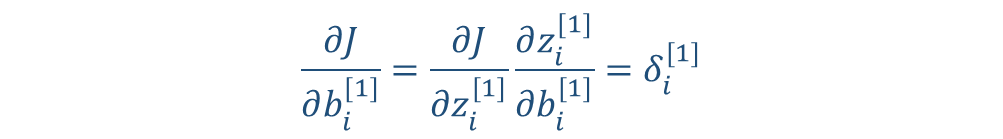 ∂J/∂b_i^[1] = ∂J/∂z_i^[1] ∂z_i^[1]/∂b_i^[1] = δ_i^[1]